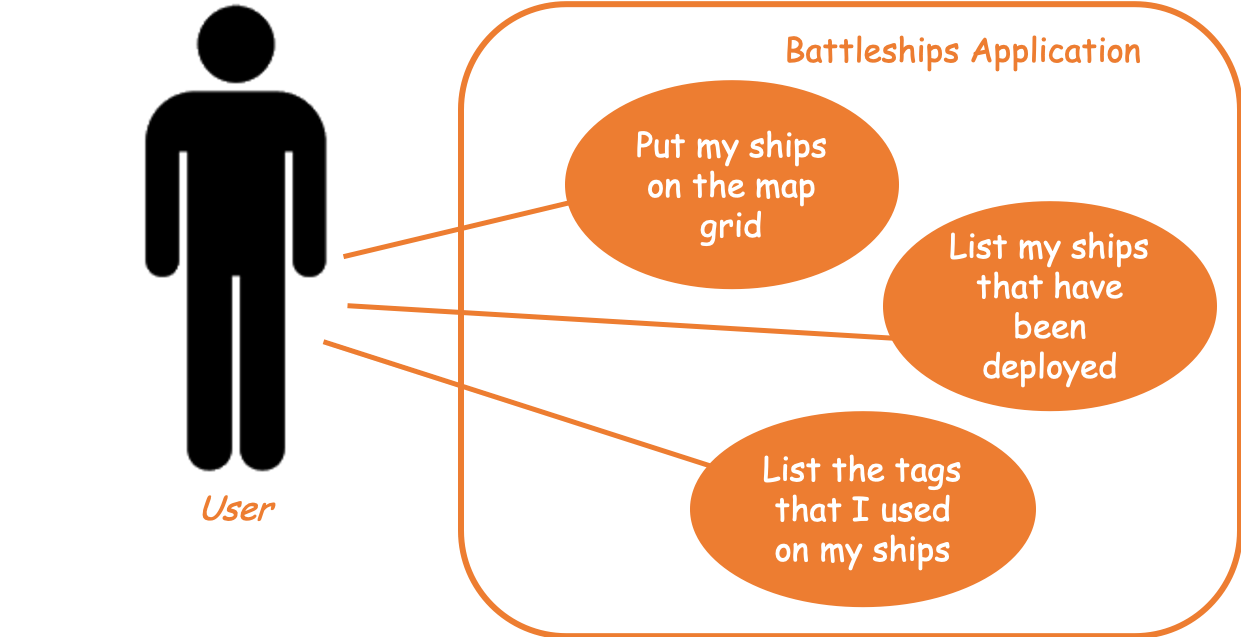 Battleships Application
Put my ships
on the map
grid
List my ships
that have
been
deployed
List the tags
that I used
on my ships
User